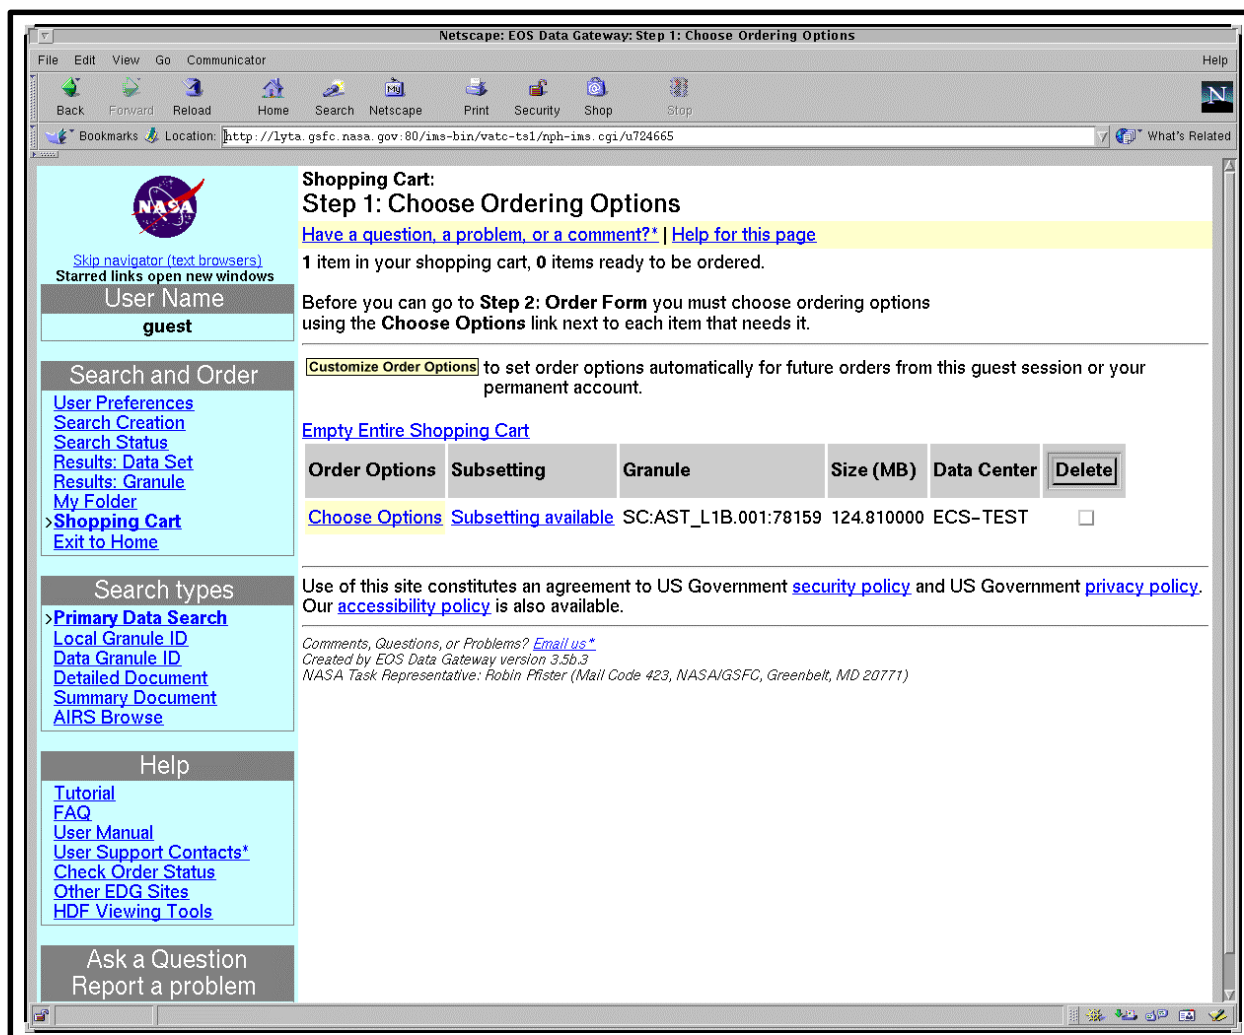 Netscape: EOS Data Gateway: Step 1: Choose Ordering Options
File Edit View Go Communicator Help
Back Forward Reload Home Search Netscape Print Security Shop Stop
My
N
Bookmarks Location: http://lyta.gsfc.nasa.gov:80/ims-bin/vatc-ts1/nph-ims.cgi/u724665 What's Related
NASA
Skip navigator (text browsers)
Starred links open new windows
User Name
guest
Search and Order
User Preferences
Search Creation
Search Status
Results: Data Set
Results: Granule
My Folder
>Shopping Cart
Exit to Home
Search types
>Primary Data Search
Local Granule ID
Data Granule ID
Detailed Document
Summary Document
AIRS Browse
Help
Tutorial
FAQ
User Manual
User Support Contacts*
Check Order Status
Other EDG Sites
HDF Viewing Tools
Ask a Question
Report a problem
Shopping Cart:
Step 1: Choose Ordering Options
Have a question, a problem, or a comment?* | Help for this page
1 item in your shopping cart, 0 items ready to be ordered.
Before you can go to Step 2: Order Form you must choose ordering options
using the Choose Options link next to each item that needs it.
Customize Order Options to set order options automatically for future orders from this guest session or your
permanent account.
Empty Entire Shopping Cart
Order Options Subsetting Granule Size (MB) Data Center Delete
Choose Options Subsetting available SC:AST_L1B.001:78159 124.810000 ECS-TEST
Use of this site constitutes an agreement to US Government security policy and US Government privacy policy.
Our accessibility policy is also available.
Comments, Questions, or Problems? Email us*
Created by EOS Data Gateway version 3.5b.3
NASA Task Representative: Robin Pfister (Mail Code 423, NASA/GSFC, Greenbelt, MD 20771)